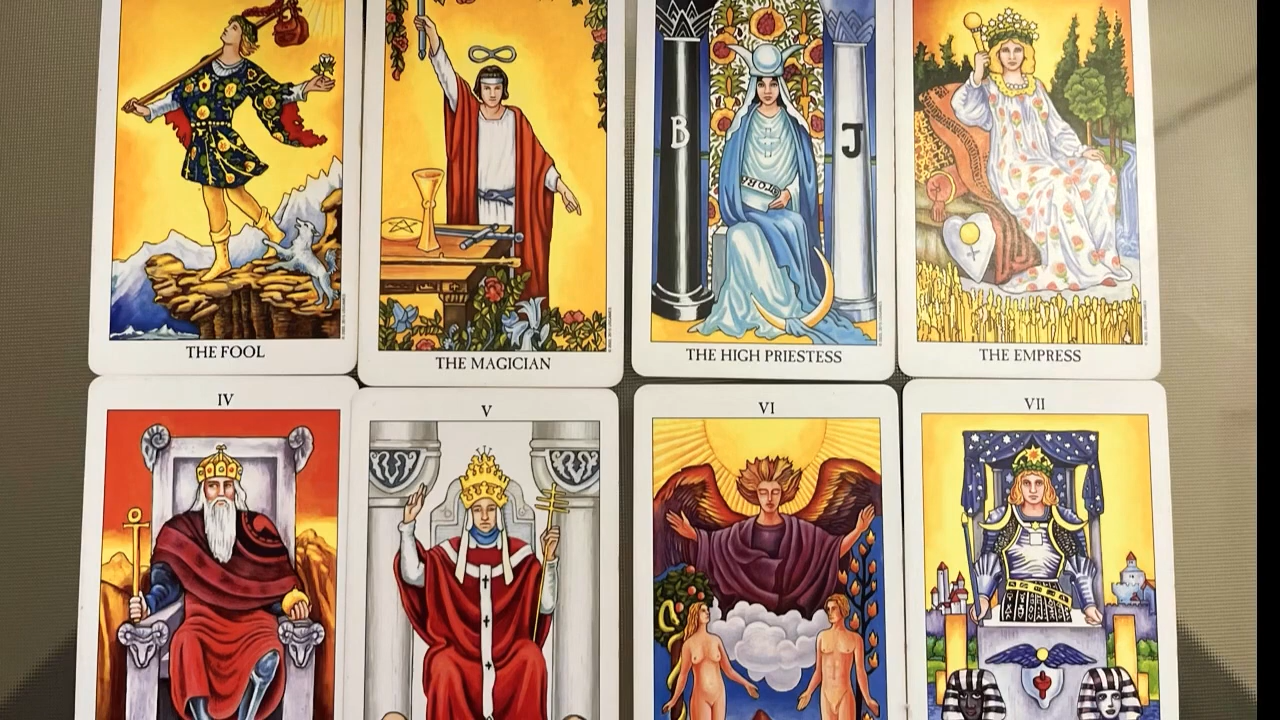 THE FOOL
THE MAGICIAN
B
J
TORA
THE HIGH PRIESTESS
THE EMPRESS
IV
V
VI
VII